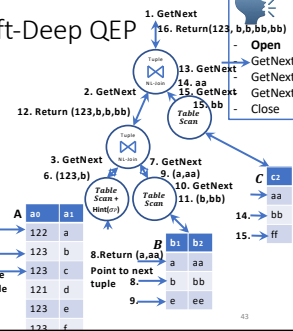 ft-Deep QEP
1. GetNext
16. Return(123, b,b,bb,bb)
Open
GetNext
GetNext
GetNext
Close
Tuple
NL-Join
13. GetNext
14. aa
15. GetNext
15. bb
2. GetNext
12. Return (123,b,b,bb)
Table
Scan
Tuple
NL-Join
3. GetNext
6. (123,b)
7. GetNext
9. (a,aa)
10. GetNext
11. (b,bb)
Table
Scan +
Hint(σP)
Table
Scan
C
c2
aa
14. bb
15. ff
A
a0 a1
122 a
123 b
123 c
121 d
123 e
123 f
8.Return (a,aa)
Point to next
tuple
8.
9.
B
b1 b2
a aa
b bb
e ee
43